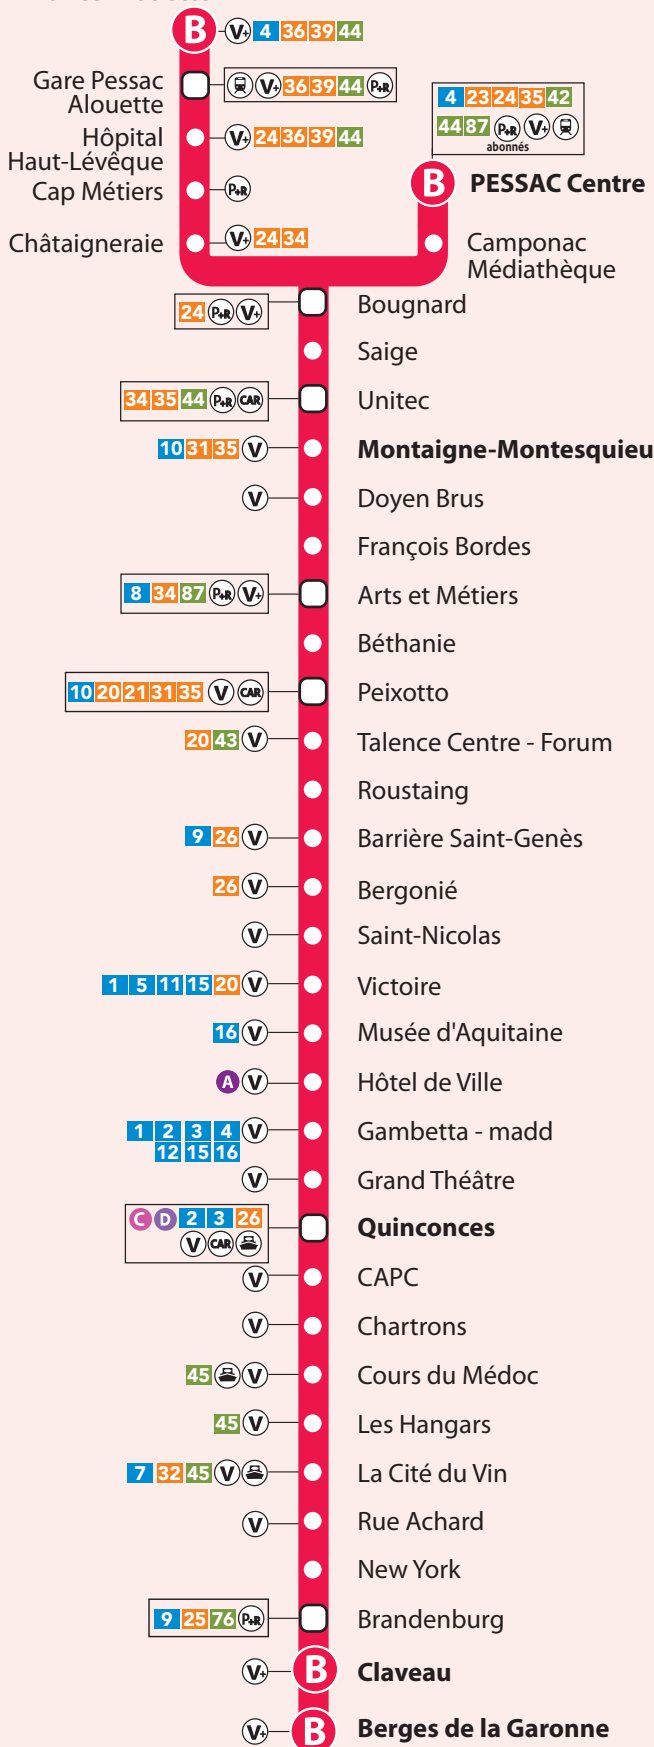 B V+ 4 36 39 44
Gare Pessac
Alouette
V+ 36 39 44 P+R
Hôpital
Haut-Lévêque
V+ 24 36 39 44
Cap Métiers P+R
Châtaigneraie V+ 24 34
4 23 24 35 42
44 87 P+R V+
abonnés
B PESSAC Centre
Camponac
Médiathèque
24 P+R V+ Bougnard
Saige
34 35 44 P+R CAR Unitec
10 31 35 V Montaigne-Montesquieu
V Doyen Brus
François Bordes
8 34 87 P+R V+ Arts et Métiers
Béthanie
10 20 21 31 35 V CAR Peixotto
20 43 V Talence Centre - Forum
Roustaing
9 26 V Barrière Saint-Genès
26 V Bergonié
V Saint-Nicolas
1 5 11 15 20 V Victoire
16 V Musée d'Aquitaine
A V Hôtel de Ville
1 2 3 4 V Gambetta - madd
12 15 16
V Grand Théâtre
C D 2 3 26 Quinconces
V CAR
V CAPC
V Chartrons
45 V Cours du Médoc
45 V Les Hangars
7 32 45 V La Cité du Vin
V Rue Achard
New York
9 25 76 P+R Brandenburg
V+ B Claveau
V+ B Berges de la Garonne